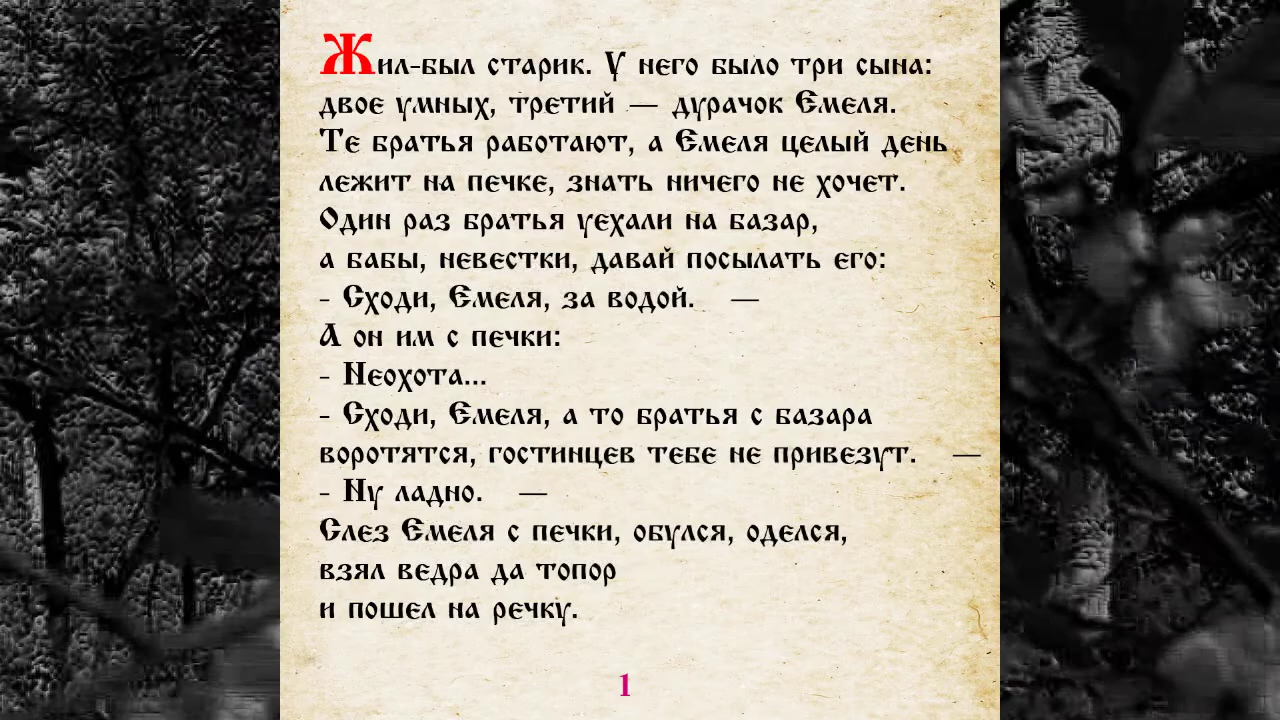 Жил-был старик. У него было три сына:
двое умных, третий — дурачок Емеля.
Те братья работают, а Емеля целый день
лежит на печке, знать ничего не хочет.
Один раз братья уехали на базар,
а бабы, невестки, давай посылать его:
- Сходи, Емеля, за водой. —
А он им с печки:
- Неохота...
- Сходи, Емеля, а то братья с базара
воротятся, гостинцев тебе не привезут. —
- Ну ладно. —
Слез Емеля с печки, обулся, оделся,
взял ведра да топор
и пошел на речку.
1